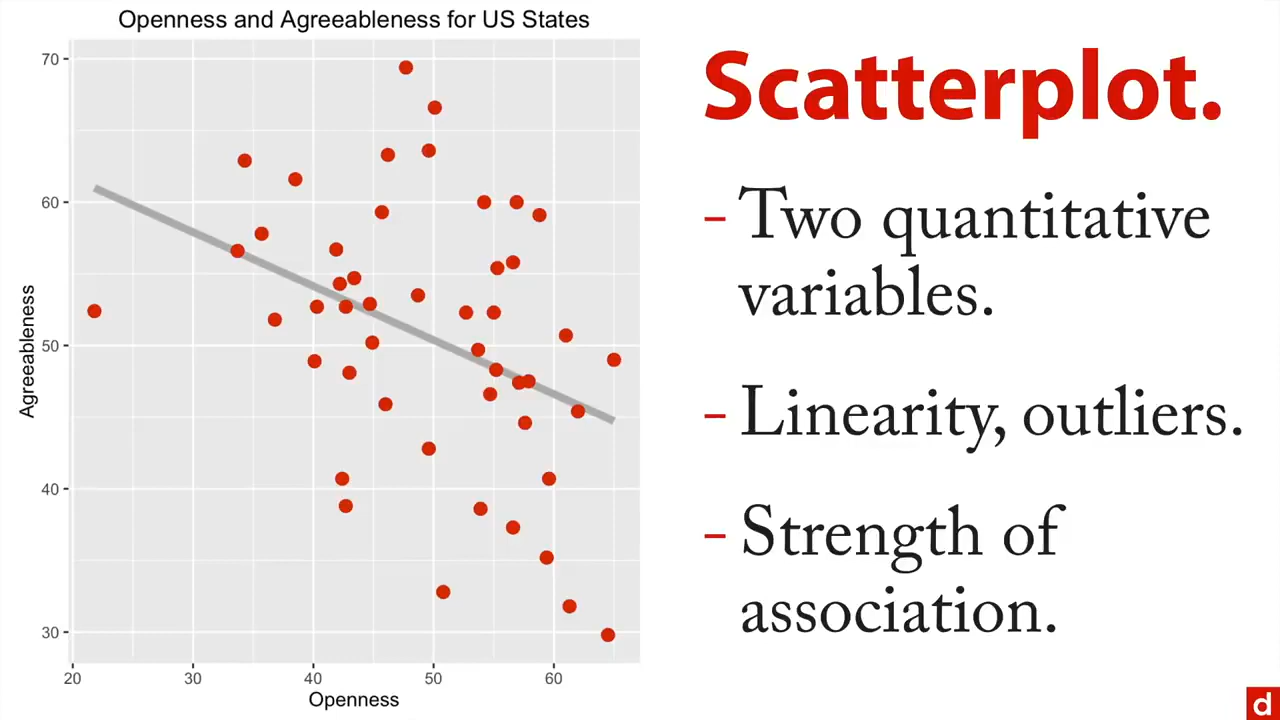 Openness and Agreeableness for US States
70
60
50
40
30
Agreeableness
20
30
40
50
60
Openness
Scatterplot.
– Two quantitative
variables.
– Linearity, outliers.
– Strength of
association.
d